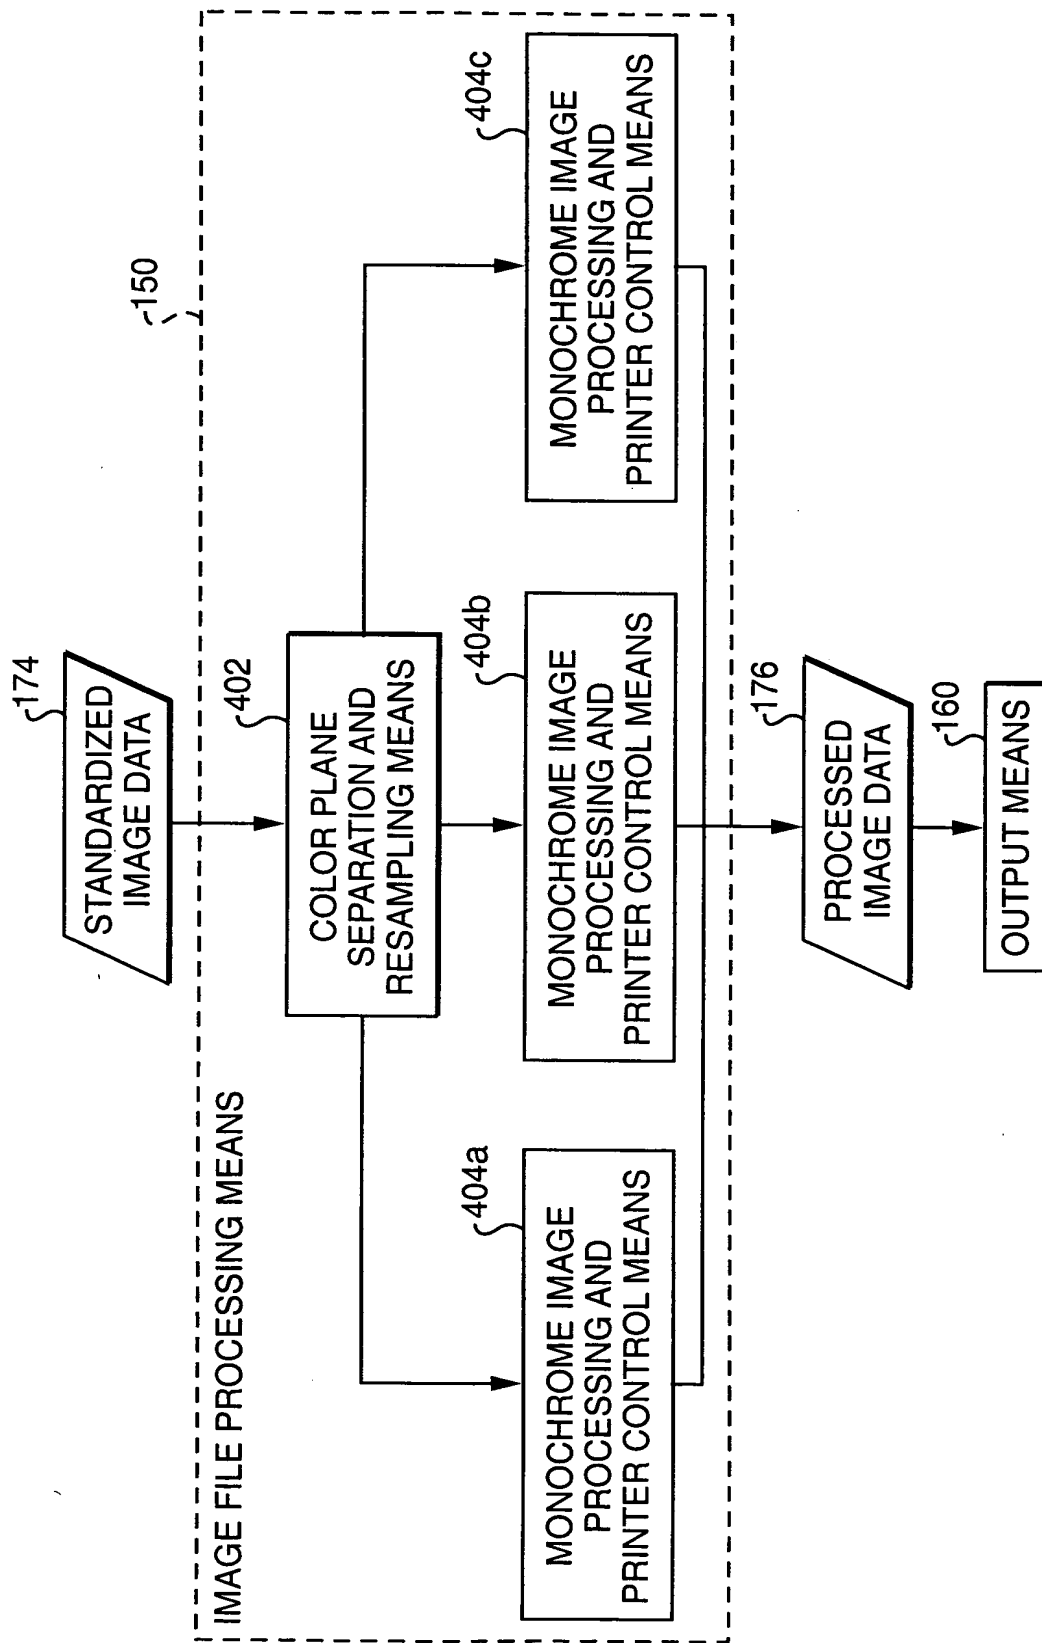 174
STANDARDIZED
IMAGE DATA
150
IMAGE FILE PROCESSING MEANS
402
COLOR PLANE
SEPARATION AND
RESAMPLING MEANS
404a
MONOCHROME IMAGE
PROCESSING AND
PRINTER CONTROL MEANS
404b
MONOCHROME IMAGE
PROCESSING AND
PRINTER CONTROL MEANS
404c
MONOCHROME IMAGE
PROCESSING AND
PRINTER CONTROL MEANS
176
PROCESSED
IMAGE DATA
160
OUTPUT MEANS